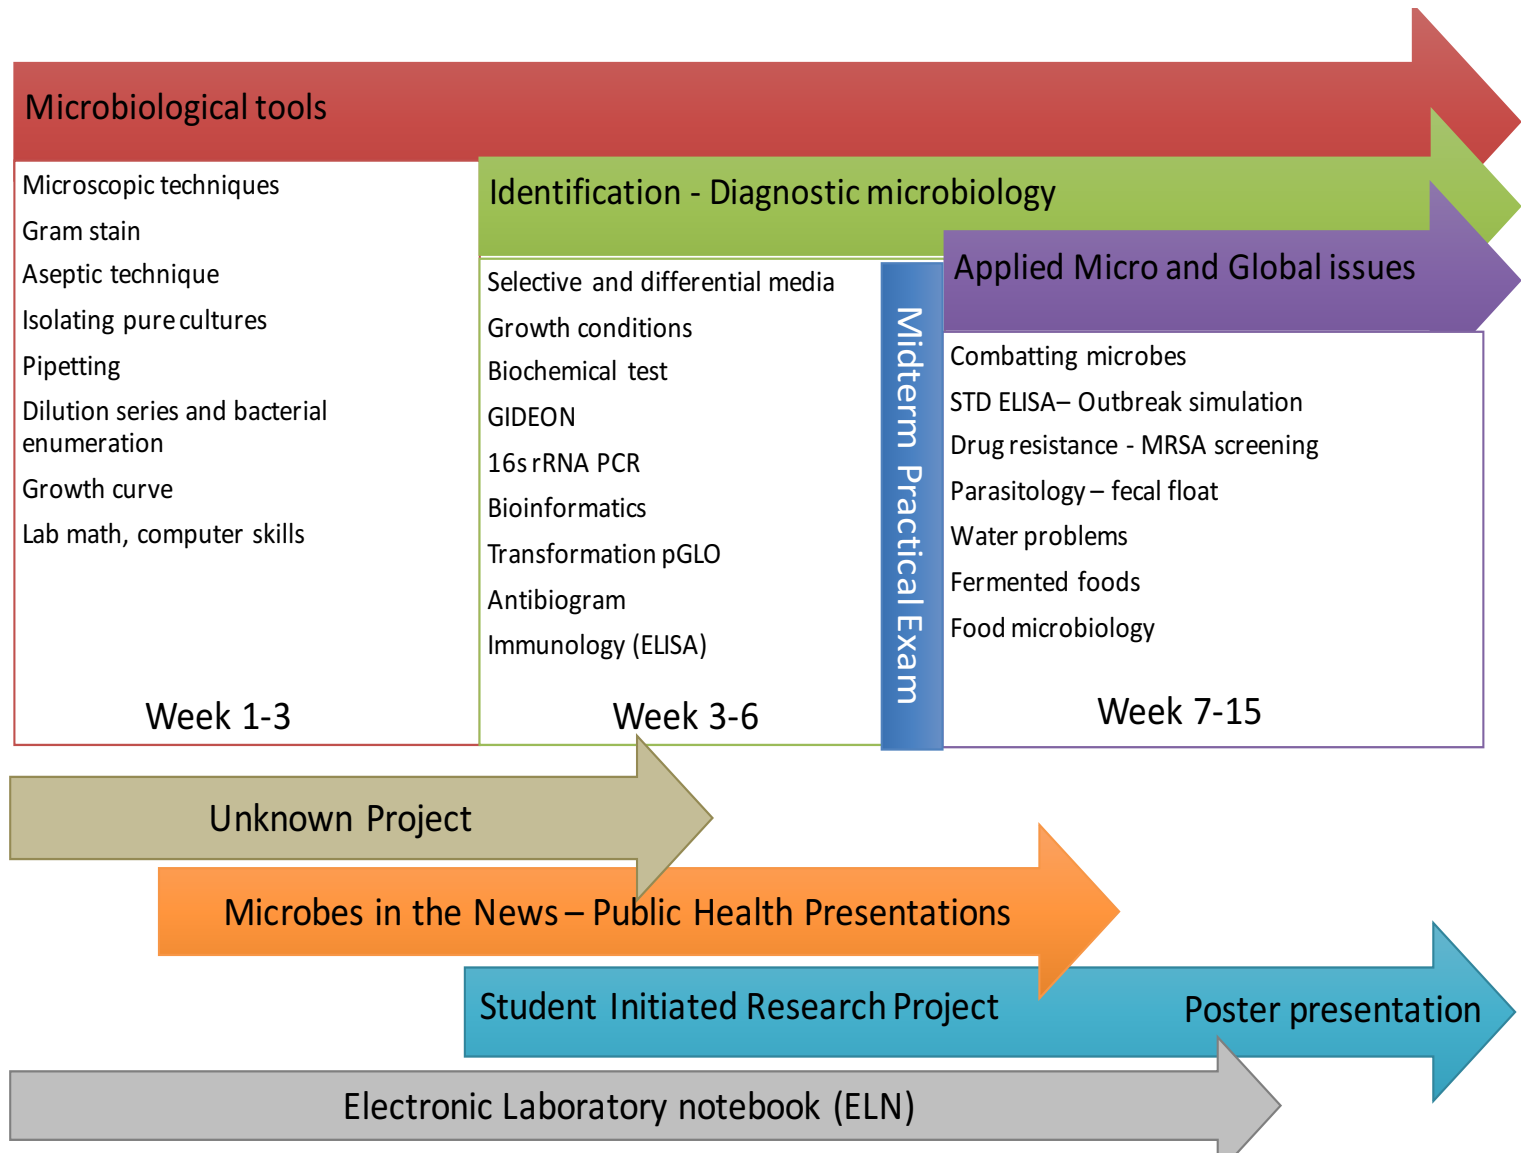 Microbiological tools
Microscopic techniques
Gram stain
Aseptic technique
Isolating pure cultures
Pipetting
Dilution series and bacterial
enumeration
Growth curve
Lab math, computer skills
Week 1-3
Identification - Diagnostic microbiology
Selective and differential media
Growth conditions
Biochemical test
GIDEON
16s rRNA PCR
Bioinformatics
Transformation pGLO
Antibiogram
Immunology (ELISA)
Week 3-6
Midterm Practical Exam
Applied Micro and Global issues
Combatting microbes
STD ELISA– Outbreak simulation
Drug resistance - MRSA screening
Parasitology – fecal float
Water problems
Fermented foods
Food microbiology
Week 7-15
Unknown Project
Microbes in the News – Public Health Presentations
Student Initiated Research Project
Poster presentation
Electronic Laboratory notebook (ELN)